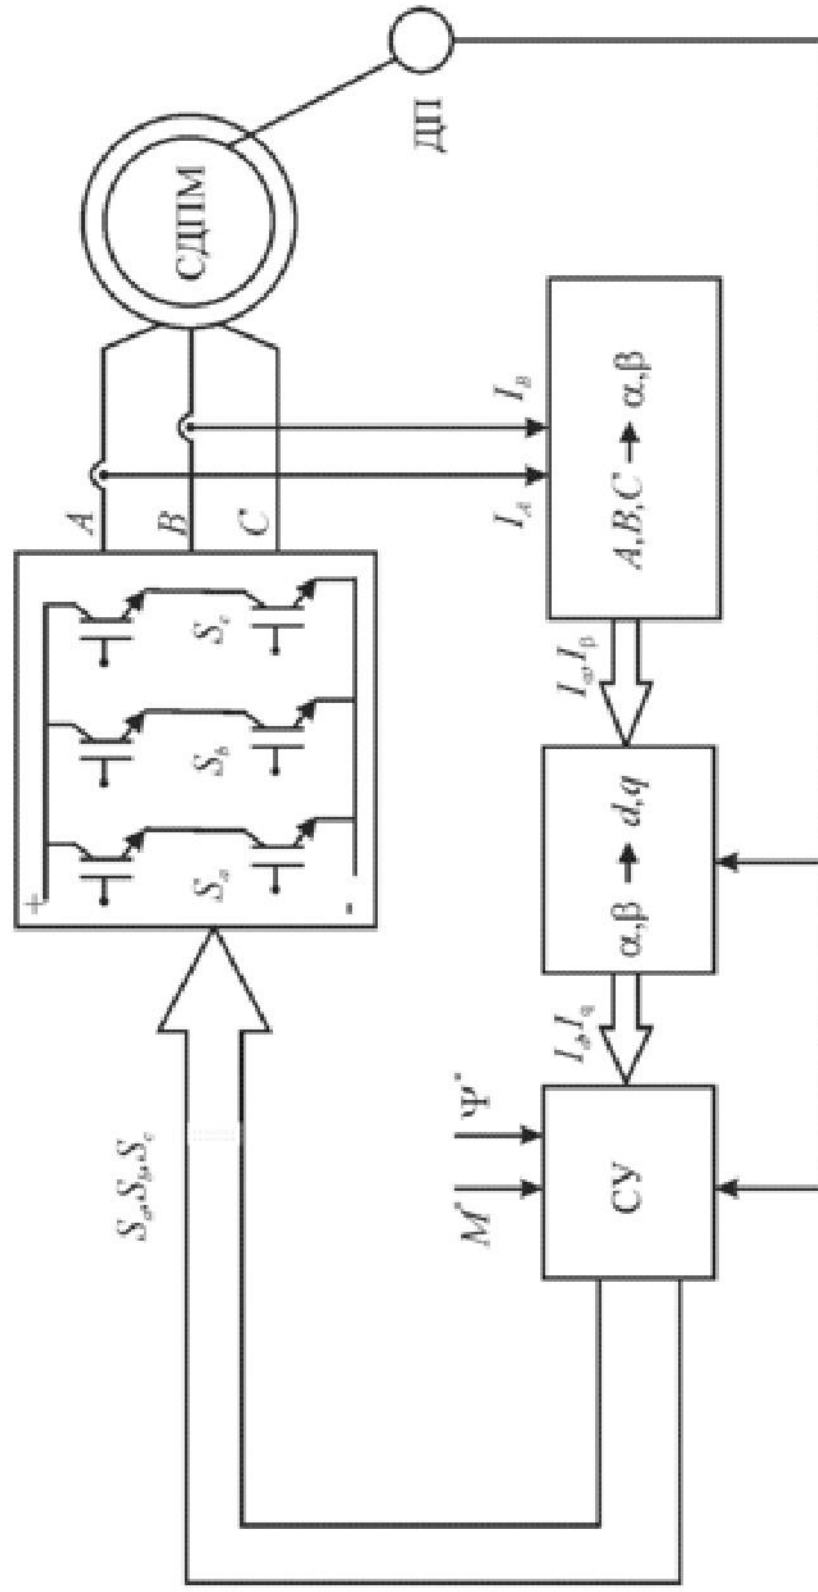 S_a, S_b, S_c
+
-
S_a
S_b
S_c
A
B
C
СДПМ
ДП
I_A
I_B
M*
Ψ*
СУ
I_d, I_q
α,β → d,q
I_α, I_β
A,B,C → α,β